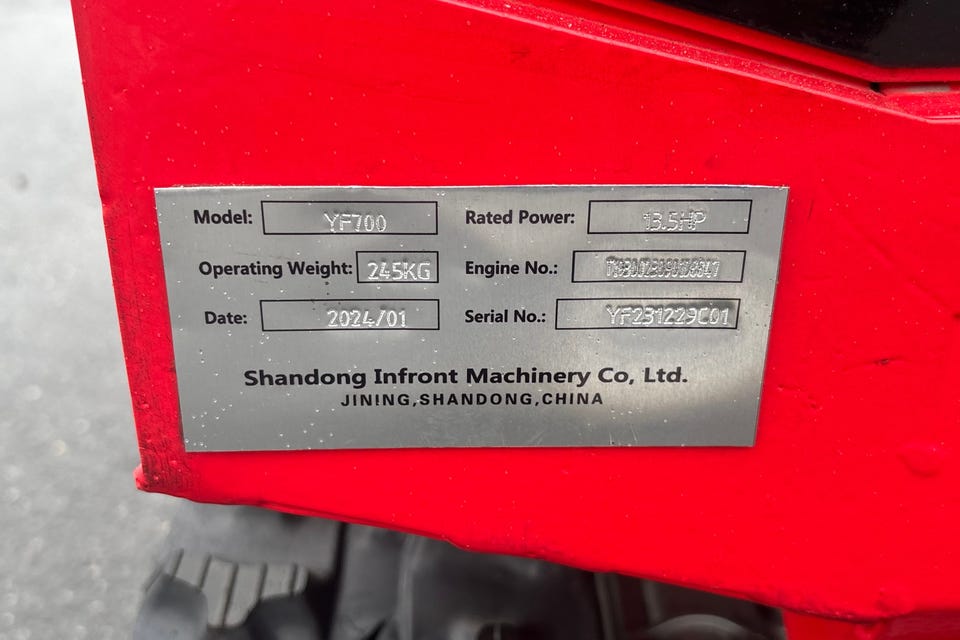 Model: YF700 Rated Power: 13.5HP
Operating Weight: 245KG Engine No.:
Date: 2024/01 Serial No.: YF231229C01
Shandong Infront Machinery Co, Ltd.
JINING,SHANDONG,CHINA